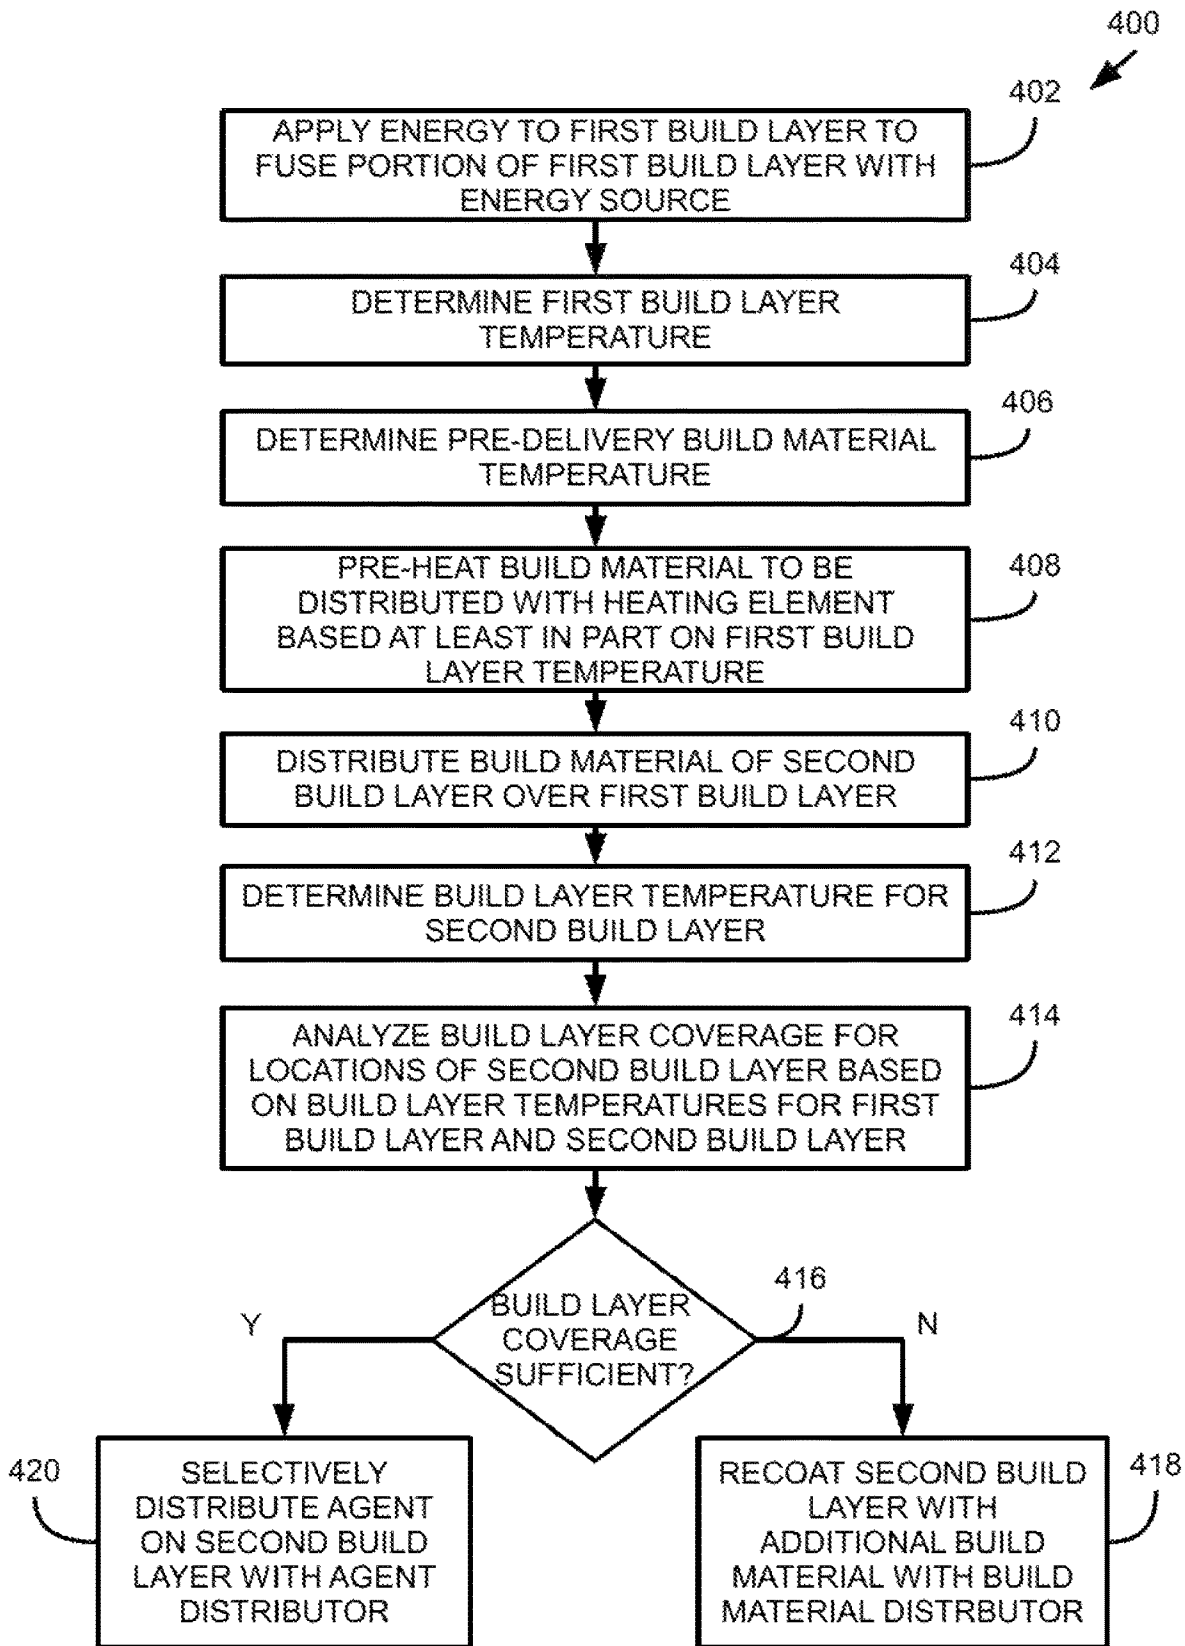 400
402
APPLY ENERGY TO FIRST BUILD LAYER TO
FUSE PORTION OF FIRST BUILD LAYER WITH
ENERGY SOURCE
404
DETERMINE FIRST BUILD LAYER
TEMPERATURE
406
DETERMINE PRE-DELIVERY BUILD MATERIAL
TEMPERATURE
408
PRE-HEAT BUILD MATERIAL TO BE
DISTRIBUTED WITH HEATING ELEMENT
BASED AT LEAST IN PART ON FIRST BUILD
LAYER TEMPERATURE
410
DISTRIBUTE BUILD MATERIAL OF SECOND
BUILD LAYER OVER FIRST BUILD LAYER
412
DETERMINE BUILD LAYER TEMPERATURE FOR
SECOND BUILD LAYER
414
ANALYZE BUILD LAYER COVERAGE FOR
LOCATIONS OF SECOND BUILD LAYER BASED
ON BUILD LAYER TEMPERATURES FOR FIRST
BUILD LAYER AND SECOND BUILD LAYER
416
BUILD LAYER
COVERAGE
SUFFICIENT?
Y
N
420
SELECTIVELY
DISTRIBUTE AGENT
ON SECOND BUILD
LAYER WITH AGENT
DISTRIBUTOR
418
RECOAT SECOND BUILD
LAYER WITH
ADDITIONAL BUILD
MATERIAL WITH BUILD
MATERIAL DISTRBUTOR